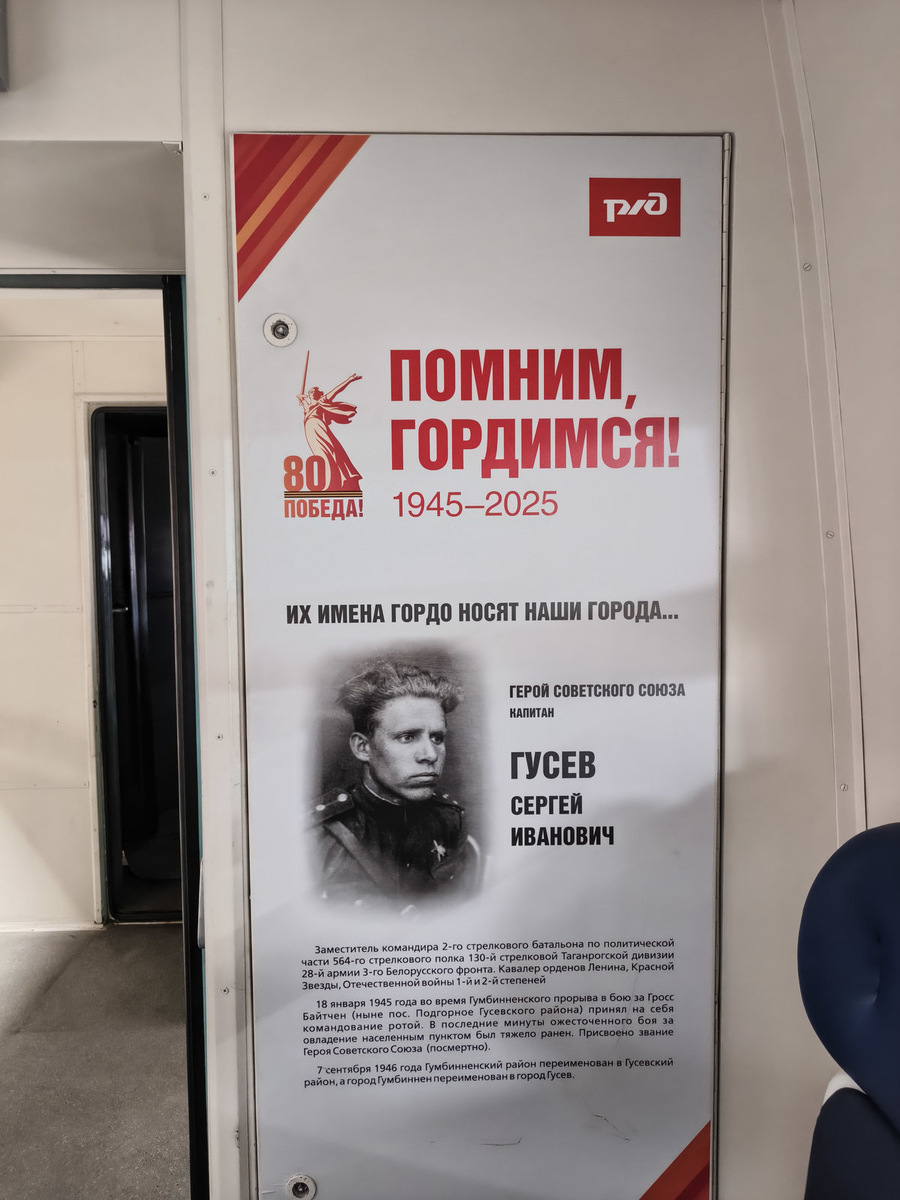 ржд
ПОМНИМ,
ГОРДИМСЯ!
1945–2025
80
ПОБЕДА!
ИХ ИМЕНА ГОРДО НОСЯТ НАШИ ГОРОДА...
ГЕРОЙ СОВЕТСКОГО СОЮЗА
КАПИТАН
ГУСЕВ
СЕРГЕЙ
ИВАНОВИЧ
Заместитель командира 2-го стрелкового батальона по политической
части 564-го стрелкового полка 130-й стрелковой Таганрогской дивизии
28-й армии 3-го Белорусского фронта. Кавалер орденов Ленина, Красной
Звезды, Отечественной войны 1-й и 2-й степеней
18 января 1945 года во время Гумбинненского прорыва в бою за Гросс
Байтчен (ныне пос. Подгорное Гусевского района) принял на себя
командование ротой. В последние минуты ожесточенного боя за
овладение населенным пунктом был тяжело ранен. Присвоено звание
Героя Советского Союза (посмертно).
7 сентября 1946 года Гумбинненский район переименован в Гусевский
район, а город Гумбиннен переименован в город Гусев.